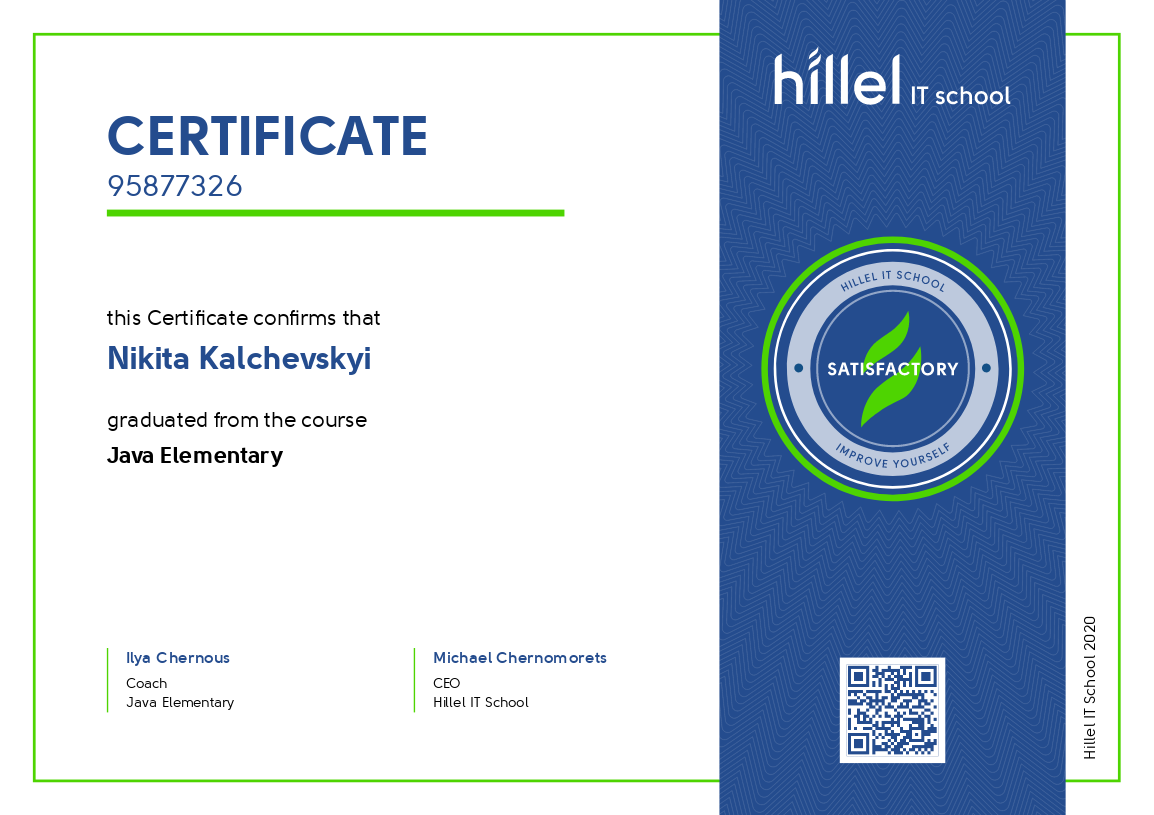 CERTIFICATE
95877326
this Certificate confirms that
Nikita Kalchevskyi
graduated from the course
Java Elementary
Ilya Chernous
Coach
Java Elementary
Michael Chernomorets
CEO
Hillel IT School
hillel IT school
HILLEL IT SCHOOL
SATISFACTORY
IMPROVE YOURSELF
Hillel IT School 2020